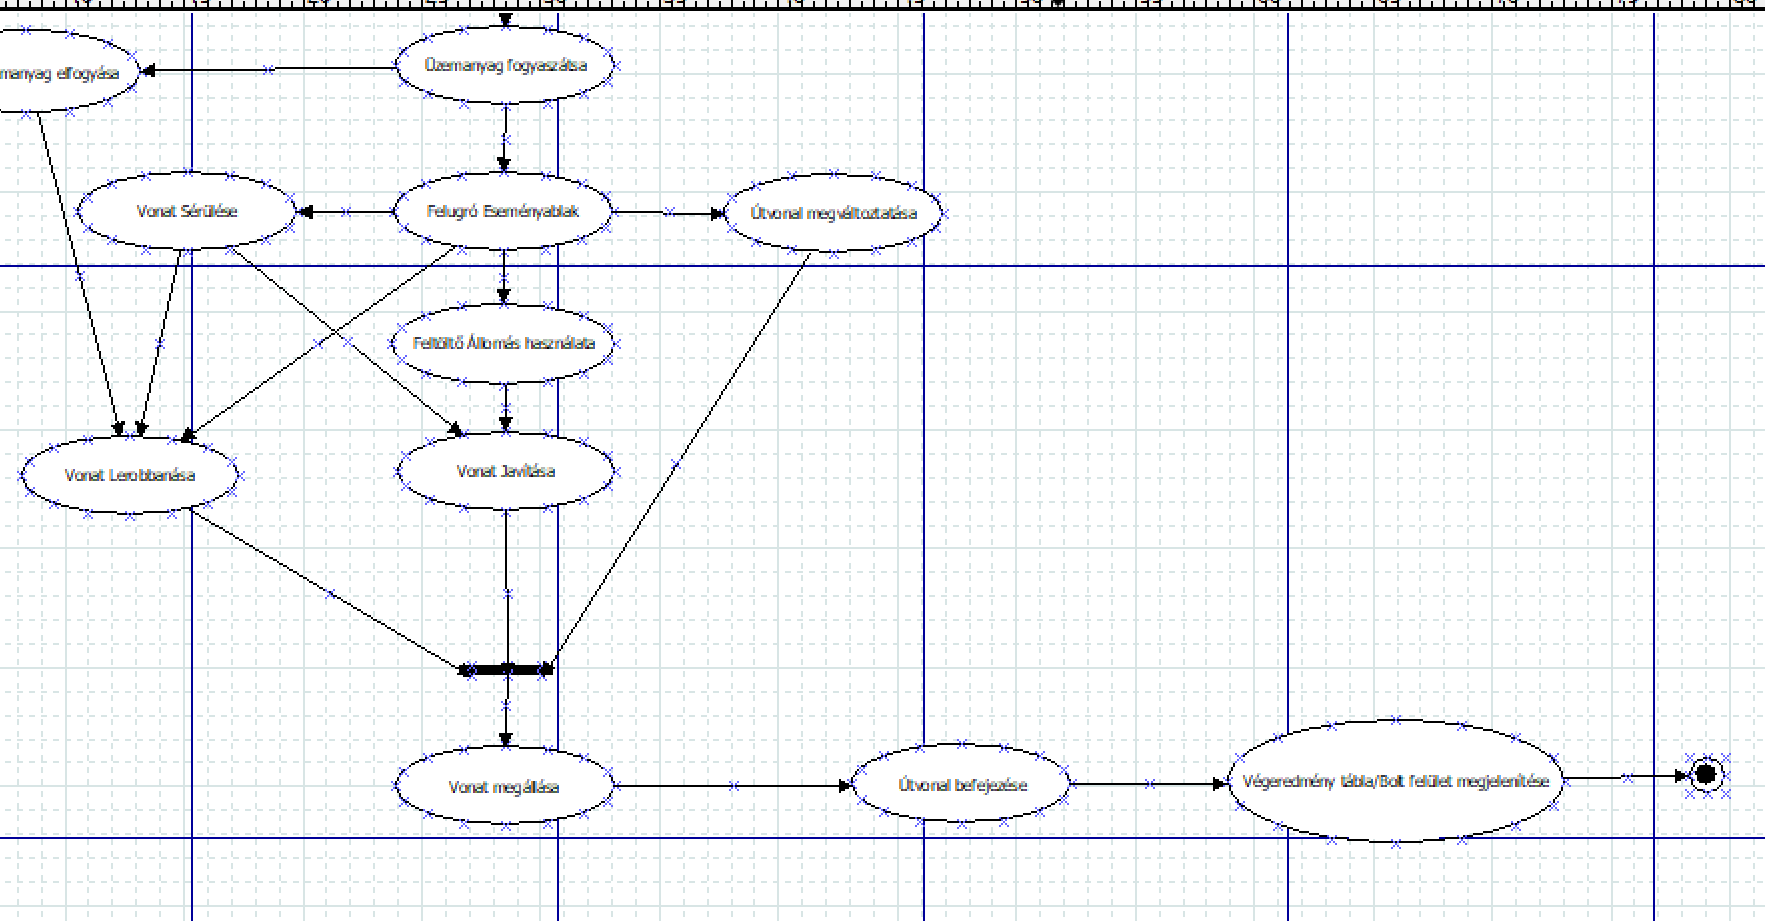 manyag elfogyása
Üzemanyag fogyaszátsa
Vonat Sérülése
Felugró Eseményablak
Útvonal megváltoztatása
Feltöltő Állomás használata
Vonat Lerobbanása
Vonat Javítása
Vonat megállása
Útvonal befejezése
Végeredmény tábla/Bolt felület megjelenítése